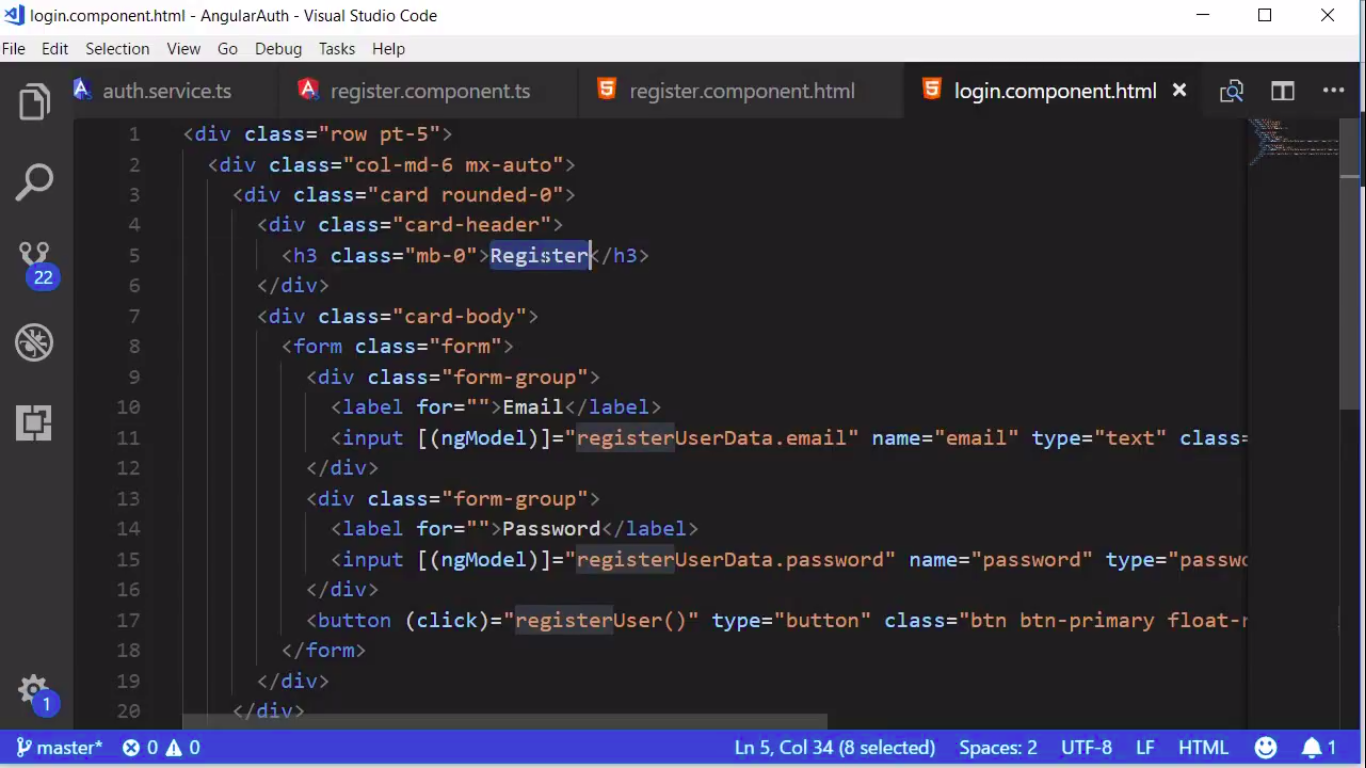 login.component.html - AngularAuth - Visual Studio Code
File Edit Selection View Go Debug Tasks Help
auth.service.ts register.component.ts register.component.html login.component.html
1 <div class="row pt-5">
2 <div class="col-md-6 mx-auto">
3 <div class="card rounded-0">
4 <div class="card-header">
5 <h3 class="mb-0">Register</h3>
6 </div>
7 <div class="card-body">
8 <form class="form">
9 <div class="form-group">
10 <label for="">Email</label>
11 <input [(ngModel)]="registerUserData.email" name="email" type="text" class=
12 </div>
13 <div class="form-group">
14 <label for="">Password</label>
15 <input [(ngModel)]="registerUserData.password" name="password" type="passwo
16 </div>
17 <button (click)="registerUser()" type="button" class="btn btn-primary float-r
18 </form>
19 </div>
20 </div>
22
1
master* 0 0 Ln 5, Col 34 (8 selected) Spaces: 2 UTF-8 LF HTML 1